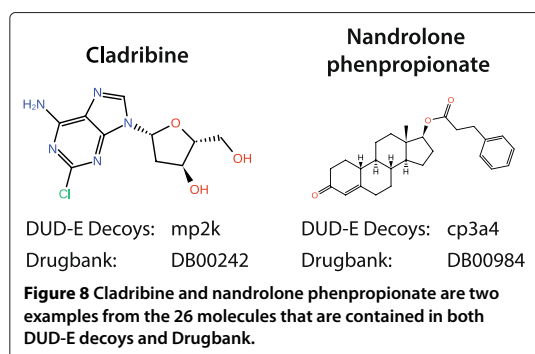 Cladribine
Nandrolone
phenpropionate
H₂N
N
N
N
N
Cl
O
OH
OH
O
O
H
H
H
O
DUD-E Decoys: mp2k
Drugbank: DB00242
DUD-E Decoys: cp3a4
Drugbank: DB00984
Figure 8 Cladribine and nandrolone phenpropionate are two
examples from the 26 molecules that are contained in both
DUD-E decoys and Drugbank.